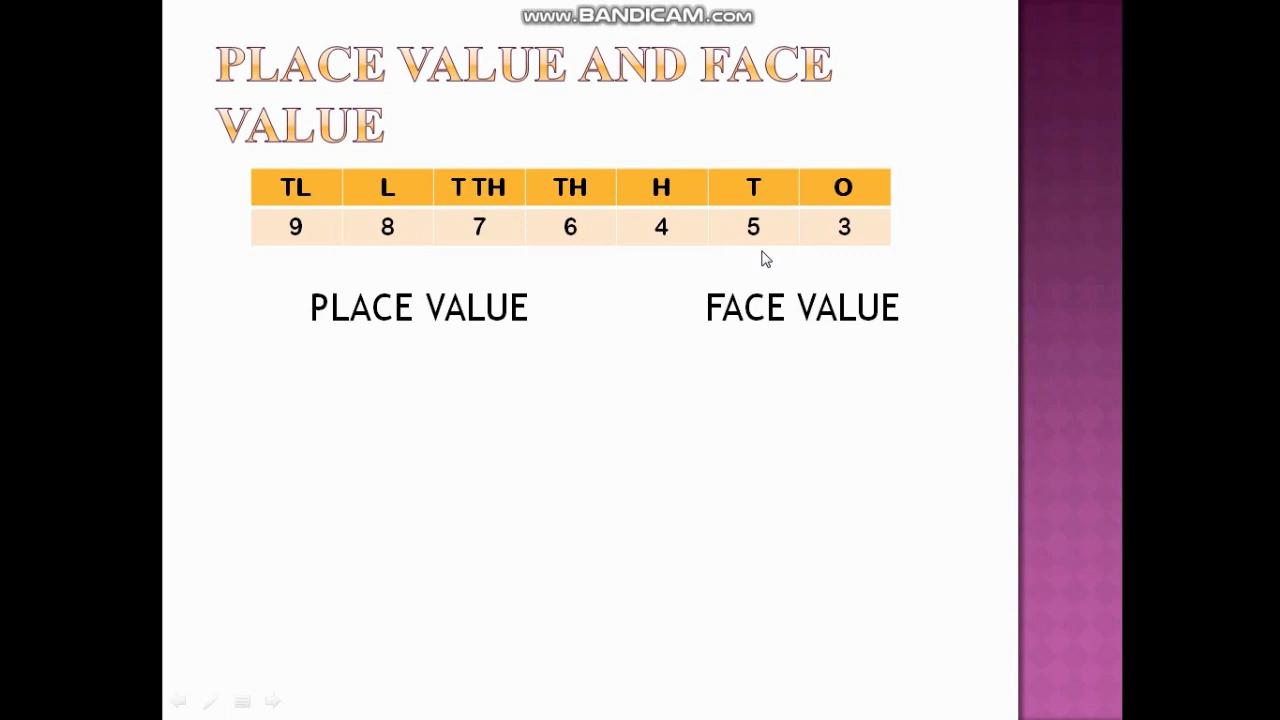 www.BANDICAM.com
PLACE VALUE AND FACE
VALUE
TL L T TH TH H T O
9 8 7 6 4 5 3
PLACE VALUE FACE VALUE